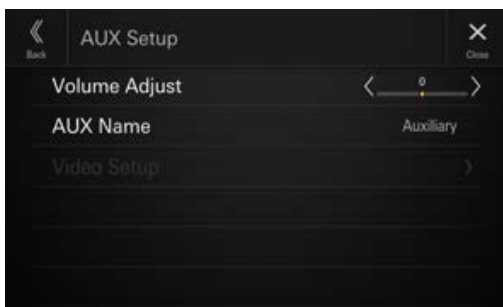 Back
AUX Setup
Close
Volume Adjust
0
AUX Name
Auxiliary
Video Setup